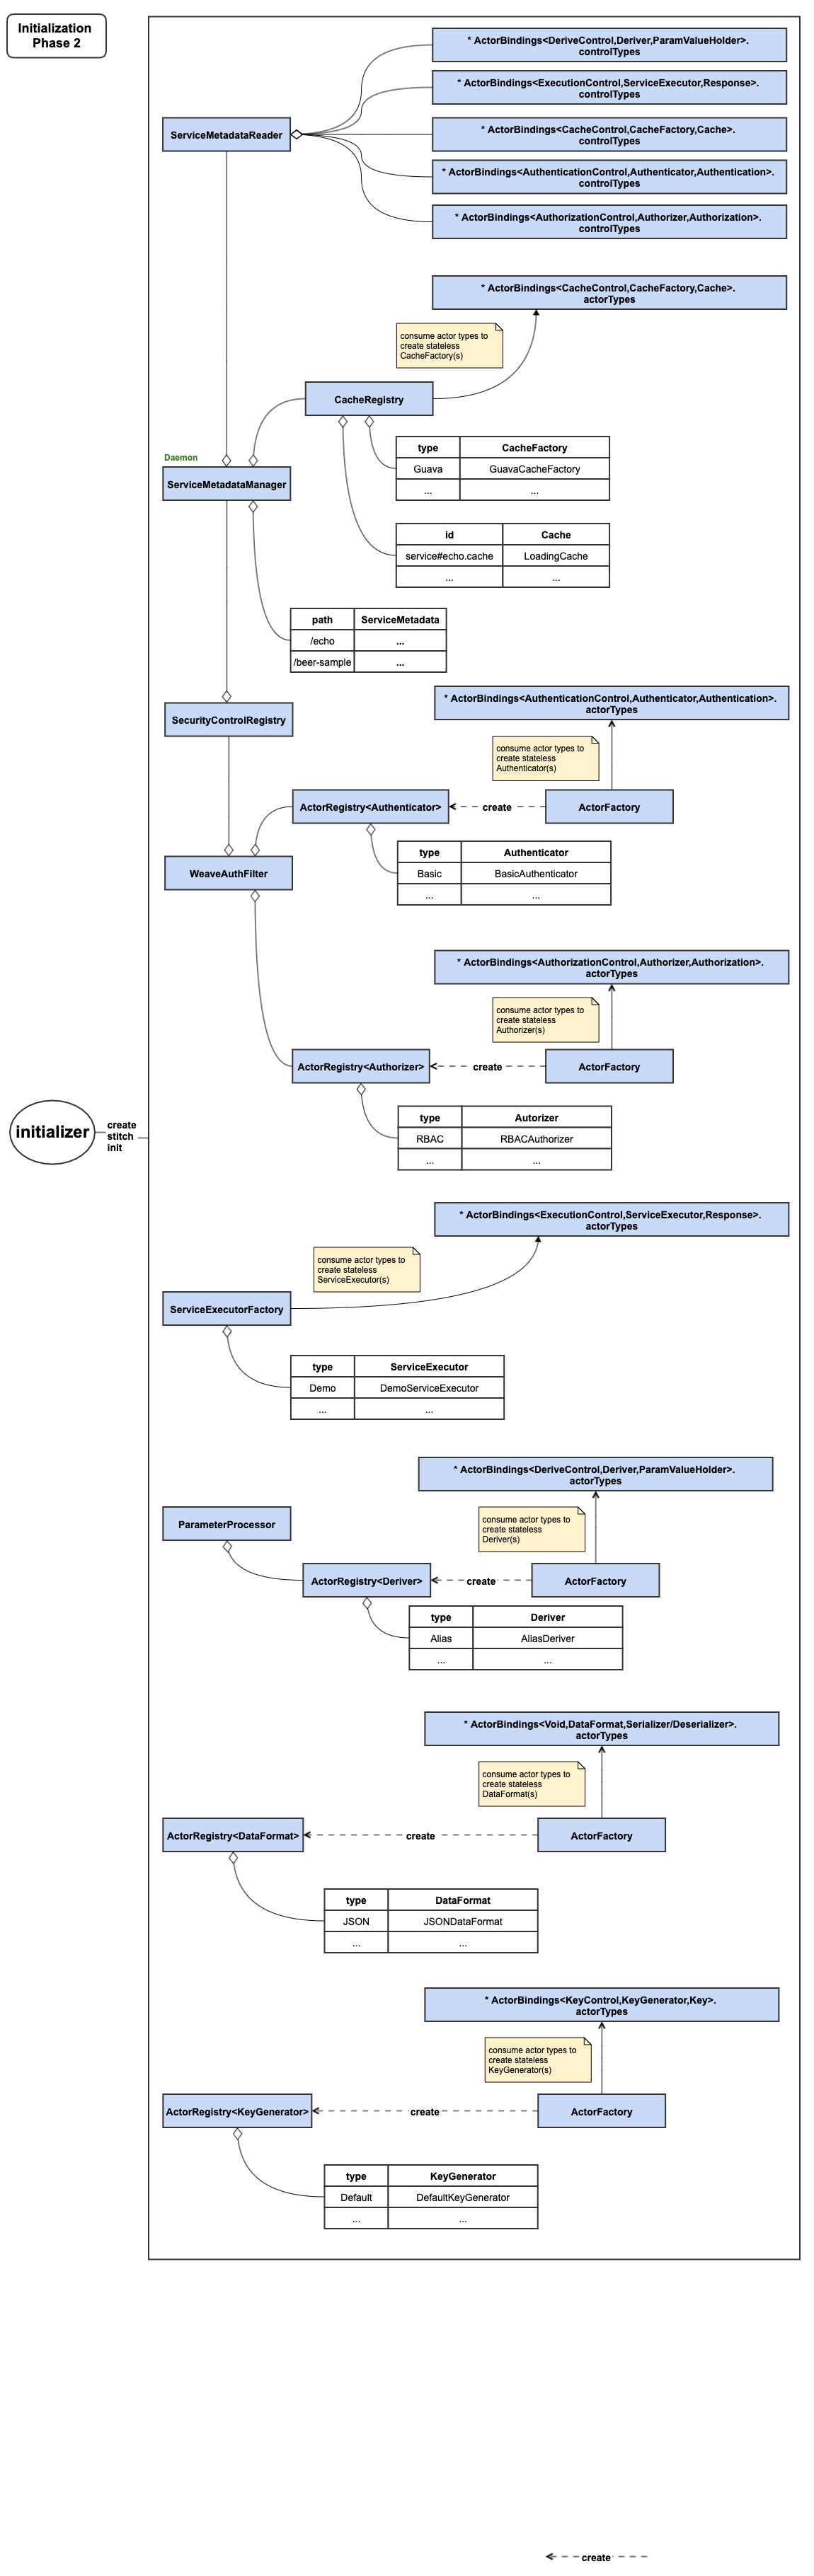 Initialization
Phase 2
* ActorBindings<DeriveControl,Deriver,ParamValueHolder>.
controlTypes
* ActorBindings<ExecutionControl,ServiceExecutor,Response>.
controlTypes
ServiceMetadataReader
* ActorBindings<CacheControl,CacheFactory,Cache>.
controlTypes
* ActorBindings<AuthenticationControl,Authenticator,Authentication>.
controlTypes
* ActorBindings<AuthorizationControl,Authorizer,Authorization>.
controlTypes
* ActorBindings<CacheControl,CacheFactory,Cache>.
actorTypes
consume actor types to
create stateless
CacheFactory(s)
CacheRegistry
type CacheFactory
Guava GuavaCacheFactory
... ...
Daemon
ServiceMetadataManager
id Cache
service#echo.cache LoadingCache
... ...
path ServiceMetadata
/echo ...
/beer-sample ...
* ActorBindings<AuthenticationControl,Authenticator,Authentication>.
actorTypes
SecurityControlRegistry
consume actor types to
create stateless
Authenticator(s)
ActorRegistry<Authenticator>
create
ActorFactory
type Authenticator
Basic BasicAuthenticator
... ...
WeaveAuthFilter
* ActorBindings<AuthorizationControl,Authorizer,Authorization>.
actorTypes
consume actor types to
create stateless
Authorizer(s)
ActorRegistry<Authorizer>
create
ActorFactory
type Autorizer
RBAC RBACAuthorizer
... ...
initializer
create
stitch
init
* ActorBindings<ExecutionControl,ServiceExecutor,Response>.
actorTypes
consume actor types to
create stateless
ServiceExecutor(s)
ServiceExecutorFactory
type ServiceExecutor
Demo DemoServiceExecutor
... ...
* ActorBindings<DeriveControl,Deriver,ParamValueHolder>.
actorTypes
ParameterProcessor
consume actor types to
create stateless
Deriver(s)
ActorRegistry<Deriver>
create
ActorFactory
type Deriver
Alias AliasDeriver
... ...
* ActorBindings<Void,DataFormat,Serializer/Deserializer>.
actorTypes
consume actor types to
create stateless
DataFormat(s)
ActorRegistry<DataFormat>
create
ActorFactory
type DataFormat
JSON JSONDataFormat
... ...
* ActorBindings<KeyControl,KeyGenerator,Key>.
actorTypes
consume actor types to
create stateless
KeyGenerator(s)
ActorRegistry<KeyGenerator>
create
ActorFactory
type KeyGenerator
Default DefaultKeyGenerator
... ...
create